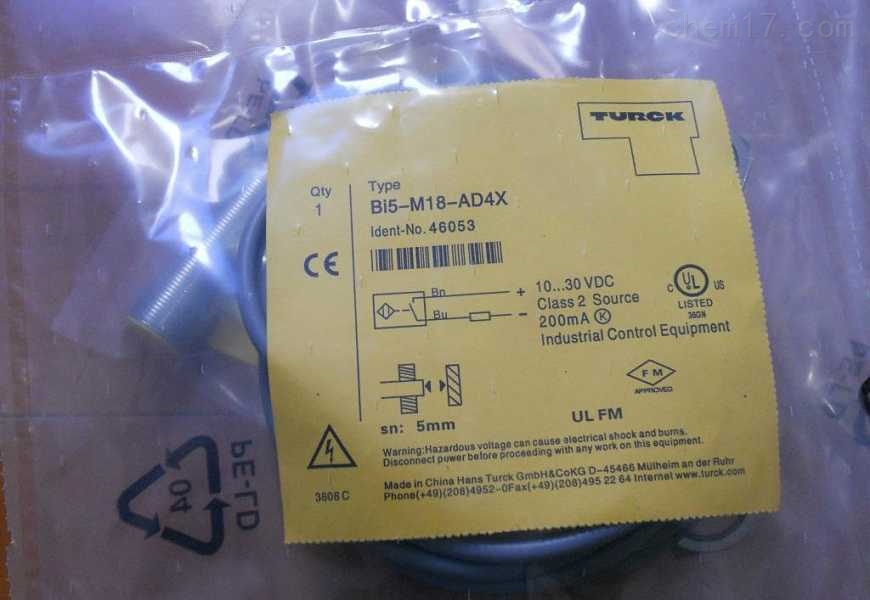 chem17.com
TURCK
Qty
1
Type
Bi5-M18-AD4X
Ident-No. 46053
CE
Bn
+
10...30 VDC
Class 2 Source
Bu
-
200mA K
Industrial Control Equipment
C UL US
LISTED
36GN
FM
APPROVED
sn: 5mm
UL FM
Warning:Hazardous voltage can cause electrical shock and burns.
Disconnect power before proceeding with any work on this equipment.
3606 C
Made in China Hans Turck GmbH&CoKG D-45466 Mülheim an der Ruhr
Phone(+49)(208)4952-0Fax(+49)(208)495 22 64 Internet www.turck.com
04